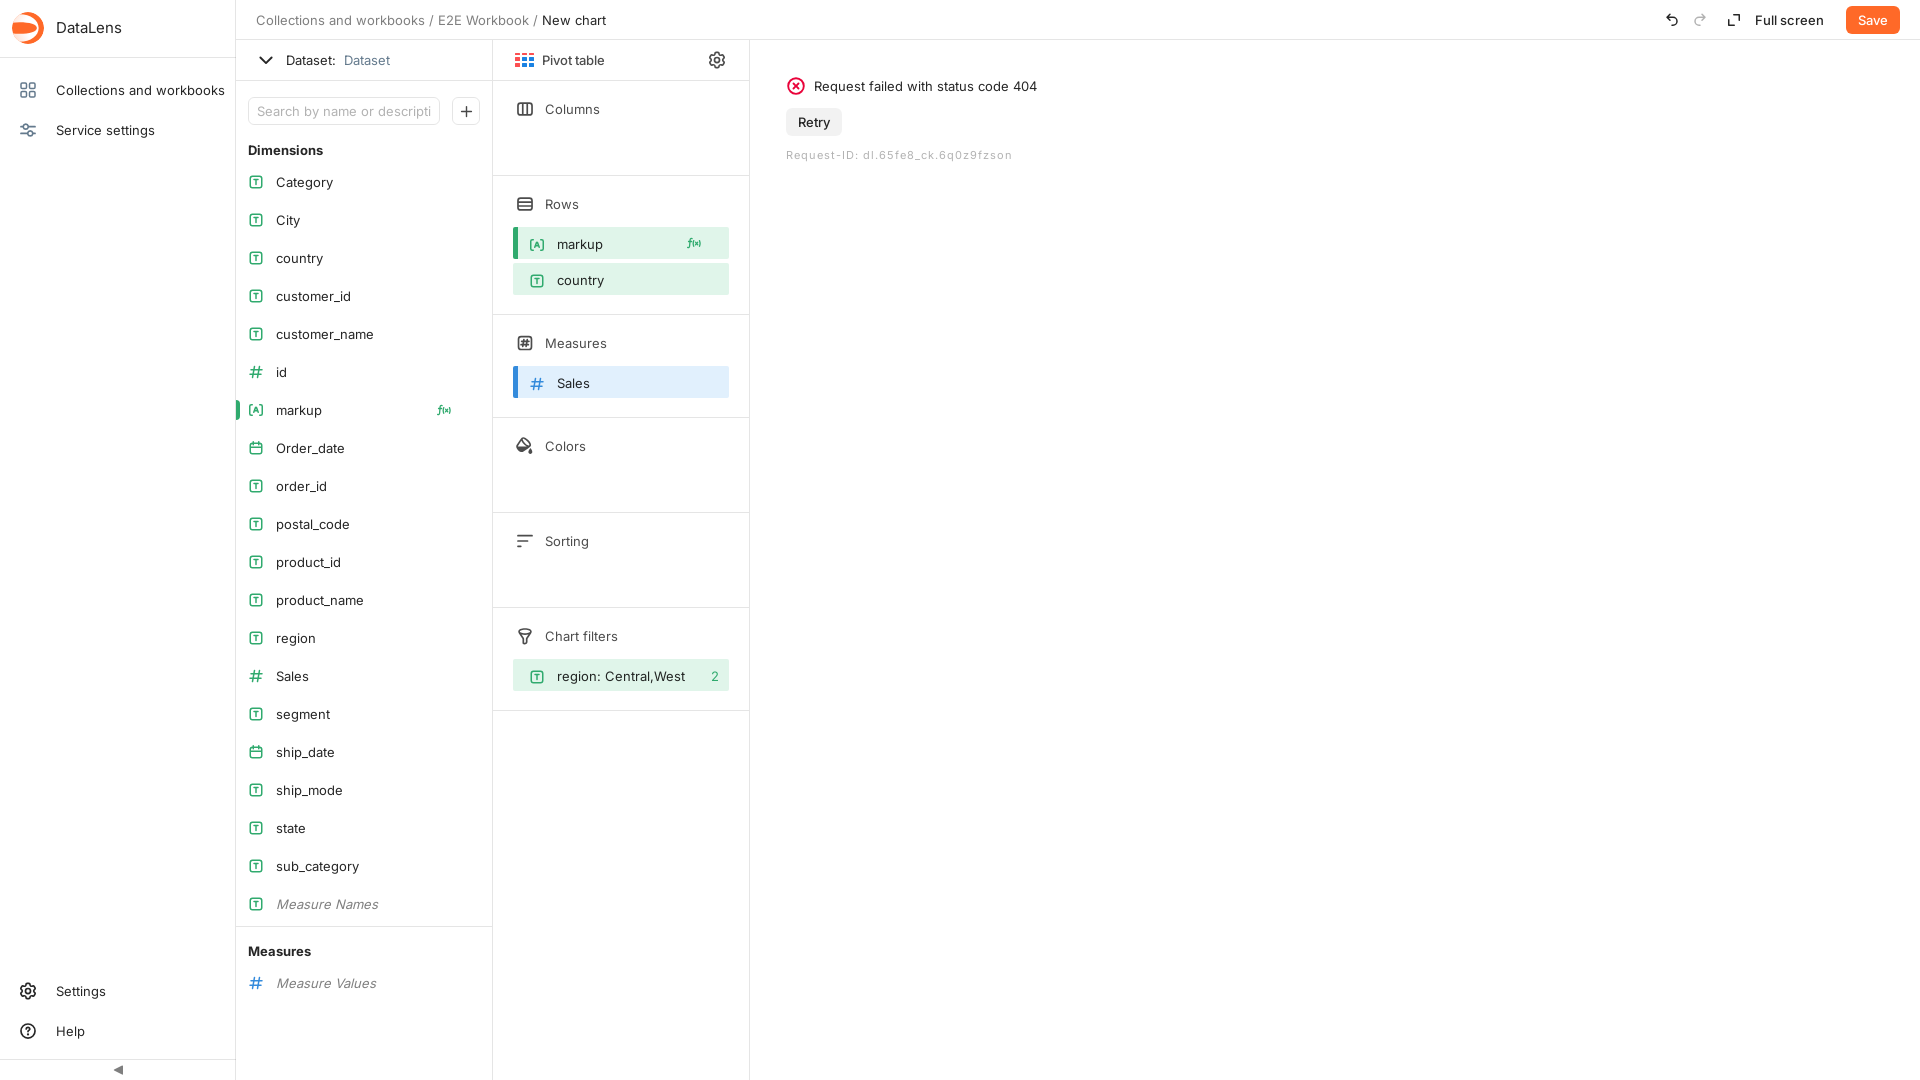 DataLens
Collections and workbooks
Service settings
Settings
Help
Collections and workbooks / E2E Workbook / New chart
Full screen
Save
Dataset: Dataset
Search by name or descripti
Dimensions
Category
City
country
customer_id
customer_name
id
markup
Order_date
order_id
postal_code
product_id
product_name
region
Sales
segment
ship_date
ship_mode
state
sub_category
Measure Names
Measures
Measure Values
Pivot table
Columns
Rows
markup
country
Measures
Sales
Colors
Sorting
Chart filters
region: Central,West 2
Request failed with status code 404
Retry
Request-ID: dl.65fe8_ck.6q0z9fzson